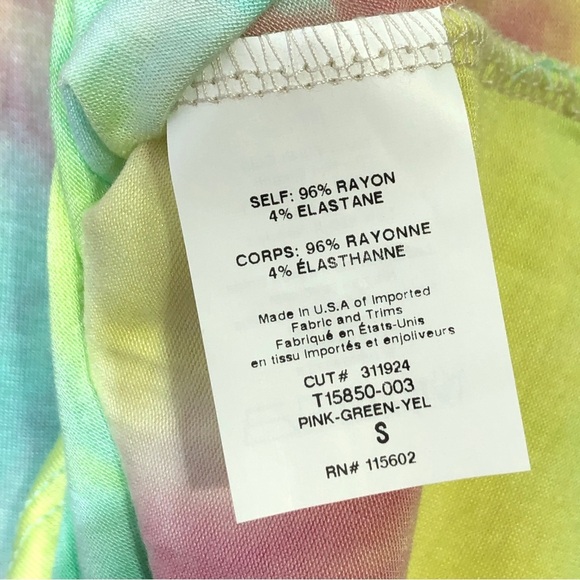 SELF: 96% RAYON
4% ELASTANE
CORPS: 96% RAYONNE
4% ÉLASTHANNE
Made in U.S.A of Imported
Fabric and Trims
Fabriqué en États-Unis
en tissu Importés et enjoliveurs
CUT# 311924
T15850-003
PINK-GREEN-YEL
S
RN# 115602